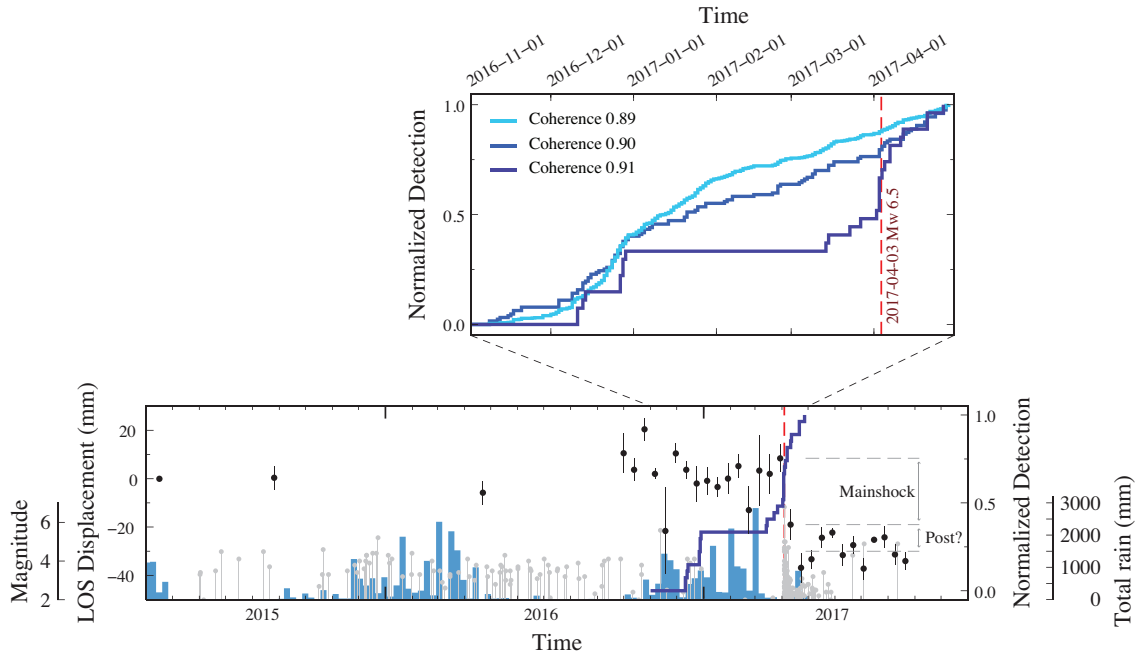 Time
2016–11–01
2016–12–01
2017–01–01
2017–02–01
2017–03–01
2017–04–01
Normalized Detection
1.0
0.5
0.0
Coherence 0.89
Coherence 0.90
Coherence 0.91
2017–04–03 Mw 6.5
Magnitude
6
4
2
LOS Displacement (mm)
20
0
−20
−40
Mainshock
Post?
1.0
0.5
0.0
Normalized Detection
3000
2000
1000
0
Total rain (mm)
2015
2016
2017
Time